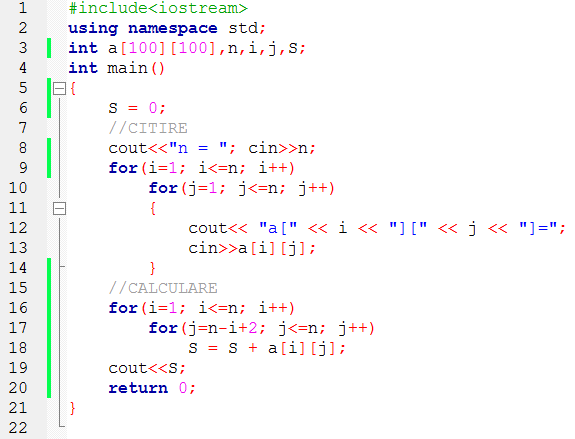 1 #include<iostream>
2 using namespace std;
3 int a[100][100],n,i,j,S;
4 int main()
5 {
6 S = 0;
7 //CITIRE
8 cout<<"n = "; cin>>n;
9 for(i=1; i<=n; i++)
10 for(j=1; j<=n; j++)
11 {
12 cout<< "a[" << i << "][" << j << "]=";
13 cin>>a[i][j];
14 }
15 //CALCULARE
16 for(i=1; i<=n; i++)
17 for(j=n-i+2; j<=n; j++)
18 S = S + a[i][j];
19 cout<<S;
20 return 0;
21 }
22